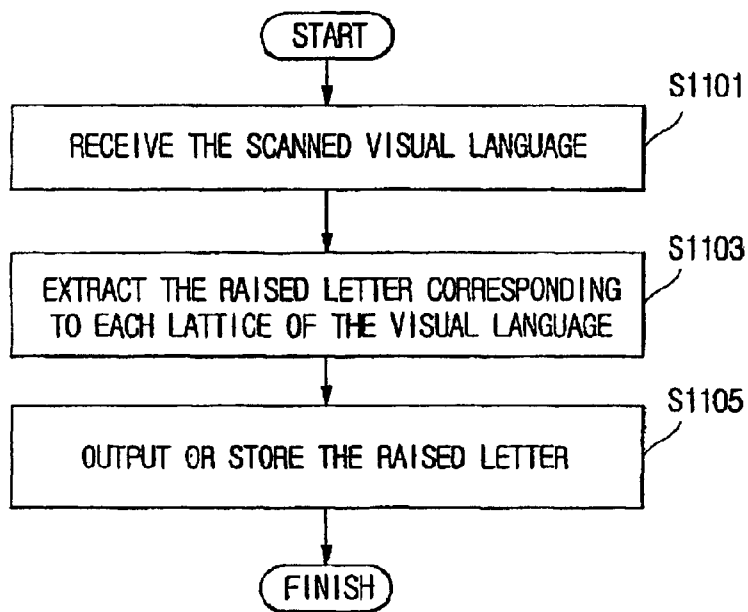 START
S1101
RECEIVE THE SCANNED VISUAL LANGUAGE
S1103
EXTRACT THE RAISED LETTER CORRESPONDING
TO EACH LATTICE OF THE VISUAL LANGUAGE
S1105
OUTPUT OR STORE THE RAISED LETTER
FINISH